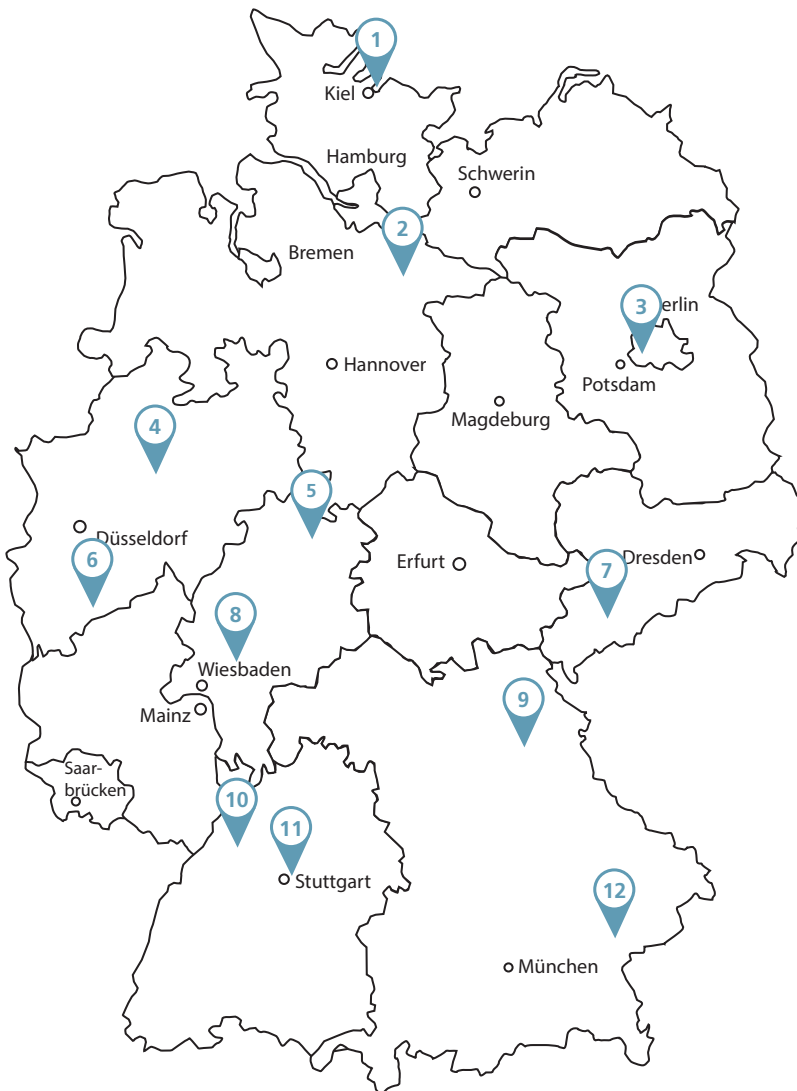 1
Kiel
Hamburg
Schwerin
2
Bremen
3
erlin
Hannover
Potsdam
Magdeburg
4
5
Düsseldorf
6
Erfurt
7
Dresden
8
Wiesbaden
Mainz
9
Saar-
brücken
10
11
Stuttgart
12
München